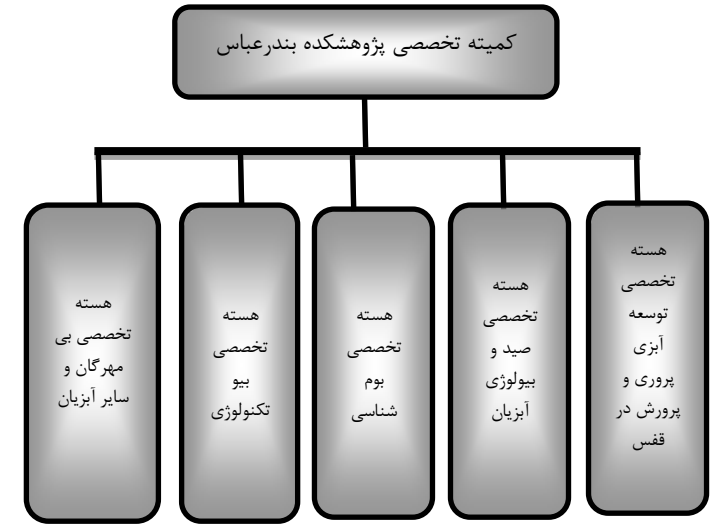 کمیته تخصصی پژوهشکده بندرعباس
هسته
تخصصی
توسعه
آبزی
پروری و
پرورش در
قفس
هسته
تخصصی
صید و
بیولوژی
آبزیان
هسته
تخصصی
بوم
شناسی
هسته
تخصصی
بیو
تکنولوژی
هسته
تخصصی بی
مهرگان و
سایر آبزیان